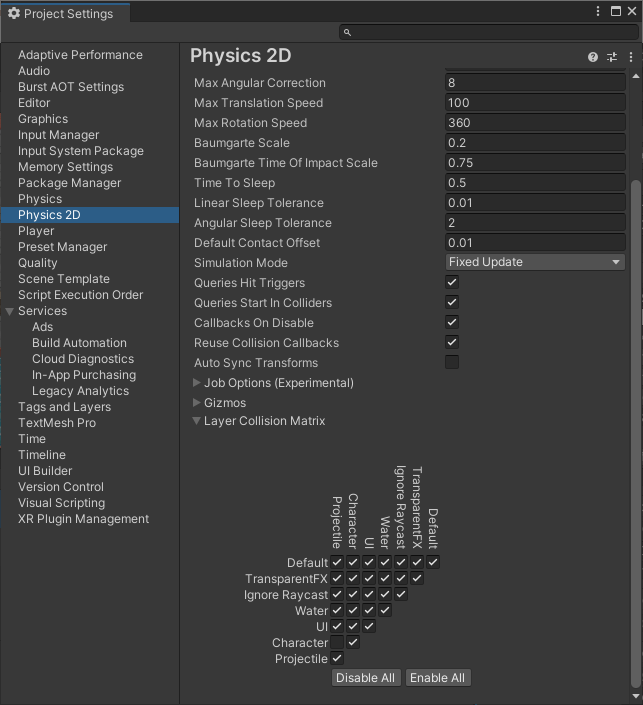 Project Settings
Adaptive Performance
Audio
Burst AOT Settings
Editor
Graphics
Input Manager
Input System Package
Memory Settings
Package Manager
Physics
Physics 2D
Player
Preset Manager
Quality
Scene Template
Script Execution Order
Services
Ads
Build Automation
Cloud Diagnostics
In-App Purchasing
Legacy Analytics
Tags and Layers
TextMesh Pro
Time
Timeline
UI Builder
Version Control
Visual Scripting
XR Plugin Management
Physics 2D
Max Angular Correction 8
Max Translation Speed 100
Max Rotation Speed 360
Baumgarte Scale 0.2
Baumgarte Time Of Impact Scale 0.75
Time To Sleep 0.5
Linear Sleep Tolerance 0.01
Angular Sleep Tolerance 2
Default Contact Offset 0.01
Simulation Mode Fixed Update
Queries Hit Triggers
Queries Start In Colliders
Callbacks On Disable
Reuse Collision Callbacks
Auto Sync Transforms
Job Options (Experimental)
Gizmos
Layer Collision Matrix
Projectile
Character
UI
Water
Ignore Raycast
TransparentFX
Default
Default
TransparentFX
Ignore Raycast
Water
UI
Character
Projectile
Disable All Enable All